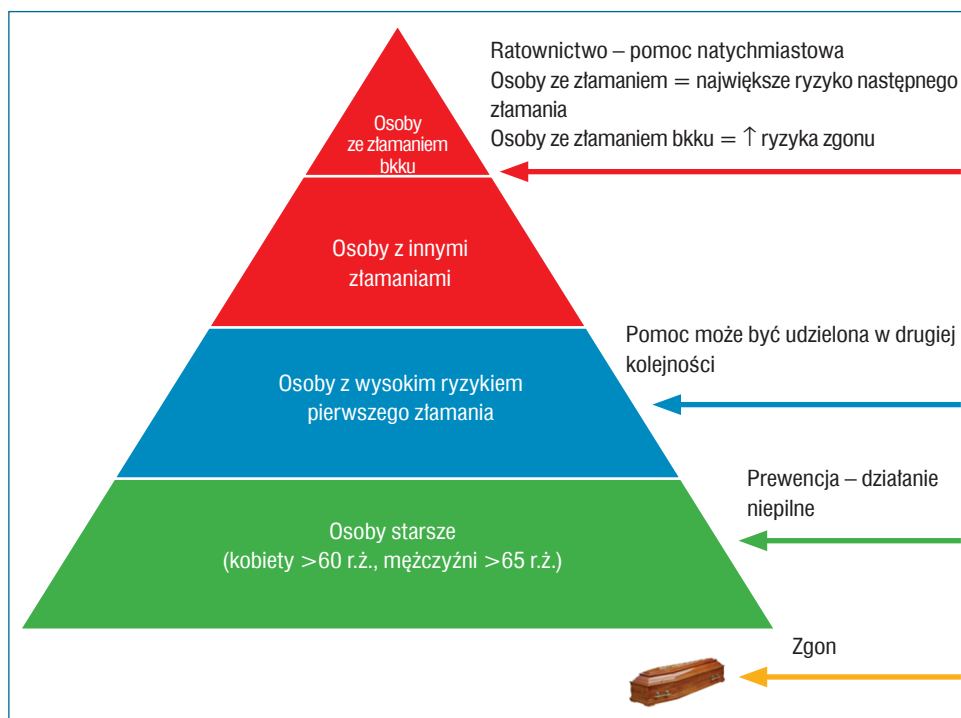 Ratownictwo – pomoc natychmiastowa
Osoby ze złamaniem = największe ryzyko następnego
złamania
Osoby ze złamaniem bkku = ↑ ryzyka zgonu
Osoby
ze złamaniem
bkku
Osoby z innymi
złamaniami
Pomoc może być udzielona w drugiej
kolejności
Osoby z wysokim ryzykiem
pierwszego złamania
Prewencja – działanie
niepilne
Osoby starsze
(kobiety >60 r.ż., mężczyźni >65 r.ż.)
Zgon